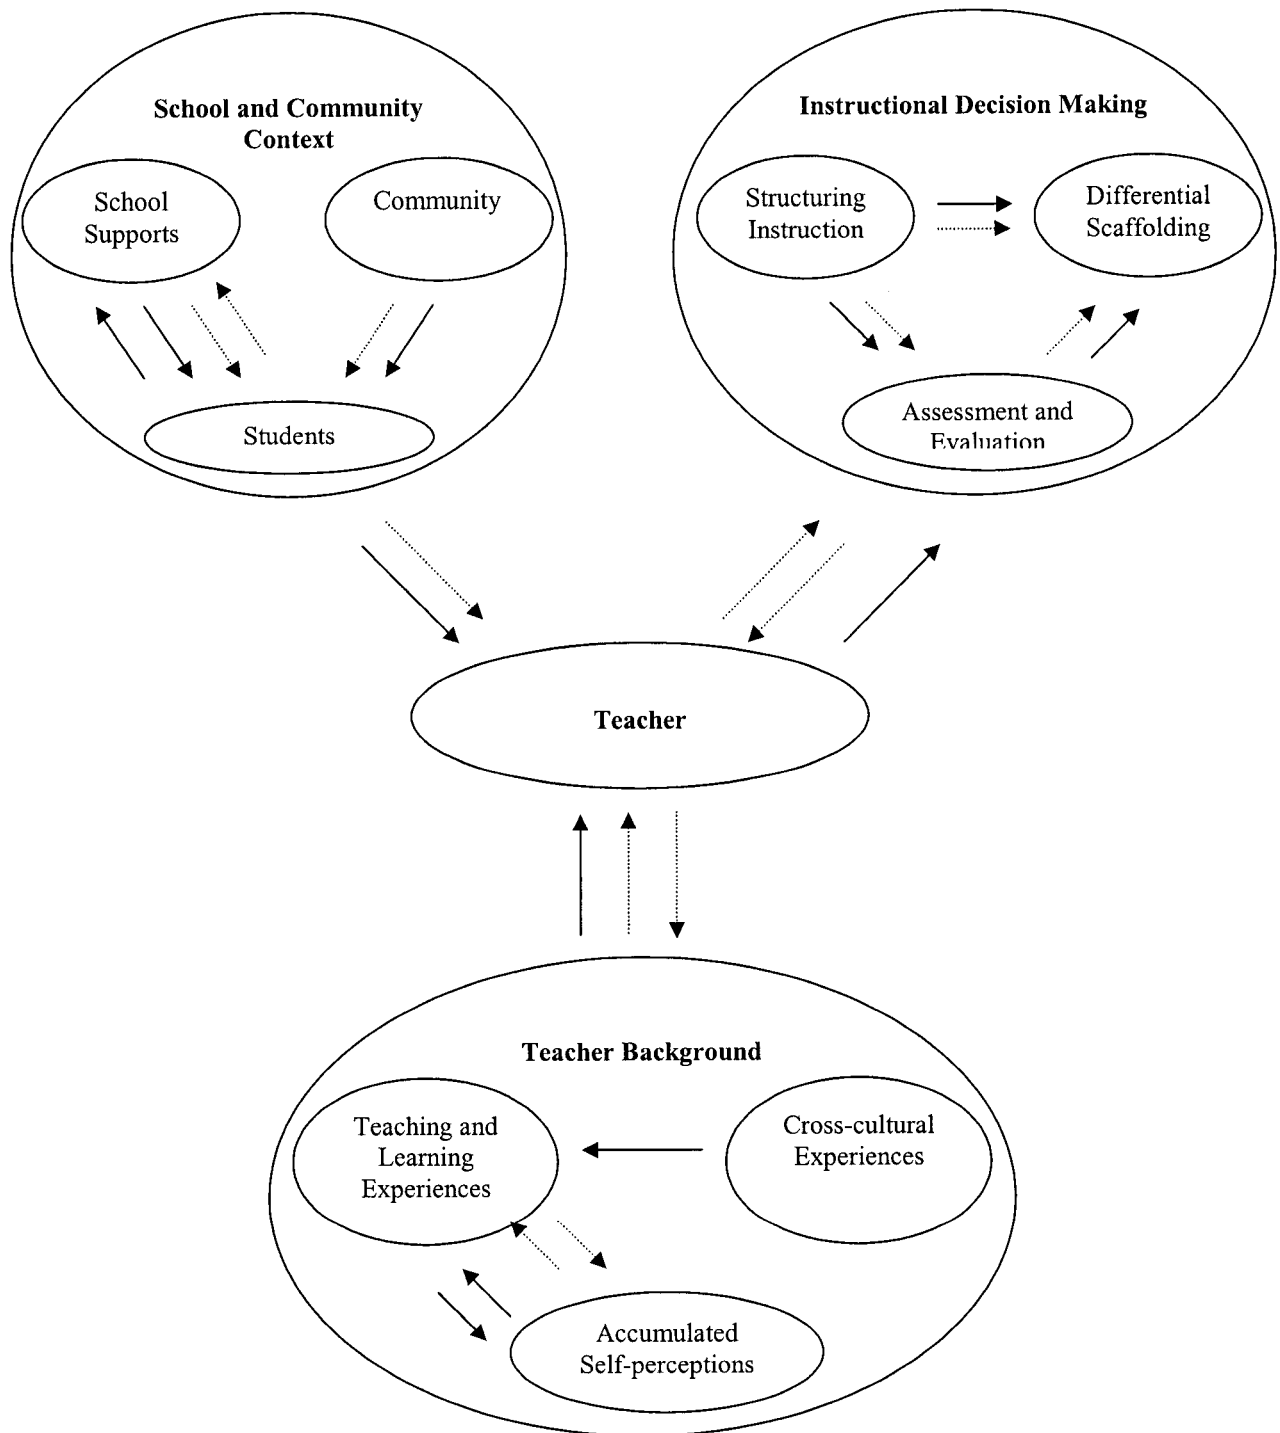 School and Community
Context
School
Supports
Community
Students
Instructional Decision Making
Structuring
Instruction
Differential
Scaffolding
Assessment and
Evaluation
Teacher
Teacher Background
Teaching and
Learning
Experiences
Cross-cultural
Experiences
Accumulated
Self-perceptions